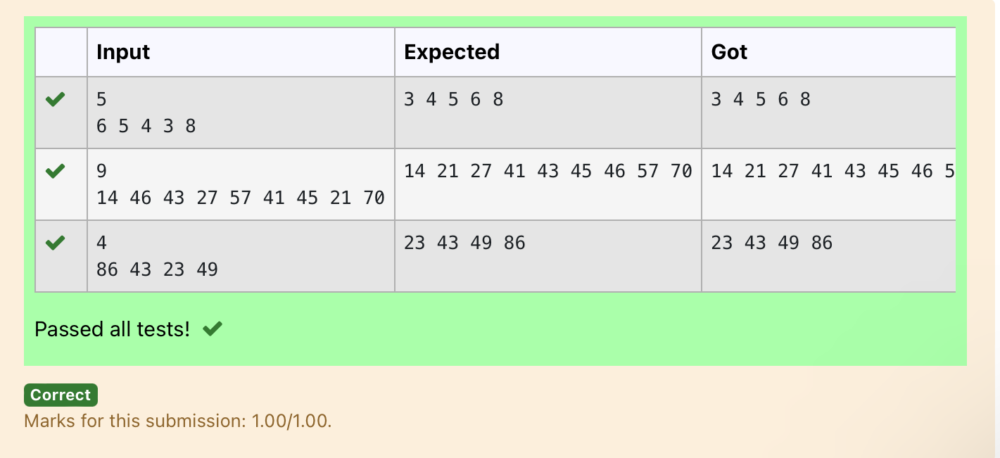 Input Expected Got
5 3 4 5 6 8 3 4 5 6 8
6 5 4 3 8
9 14 21 27 41 43 45 46 57 70 14 21 27 41 43 45 46 5
14 46 43 27 57 41 45 21 70
4 23 43 49 86 23 43 49 86
86 43 23 49
Passed all tests!
Correct
Marks for this submission: 1.00/1.00.